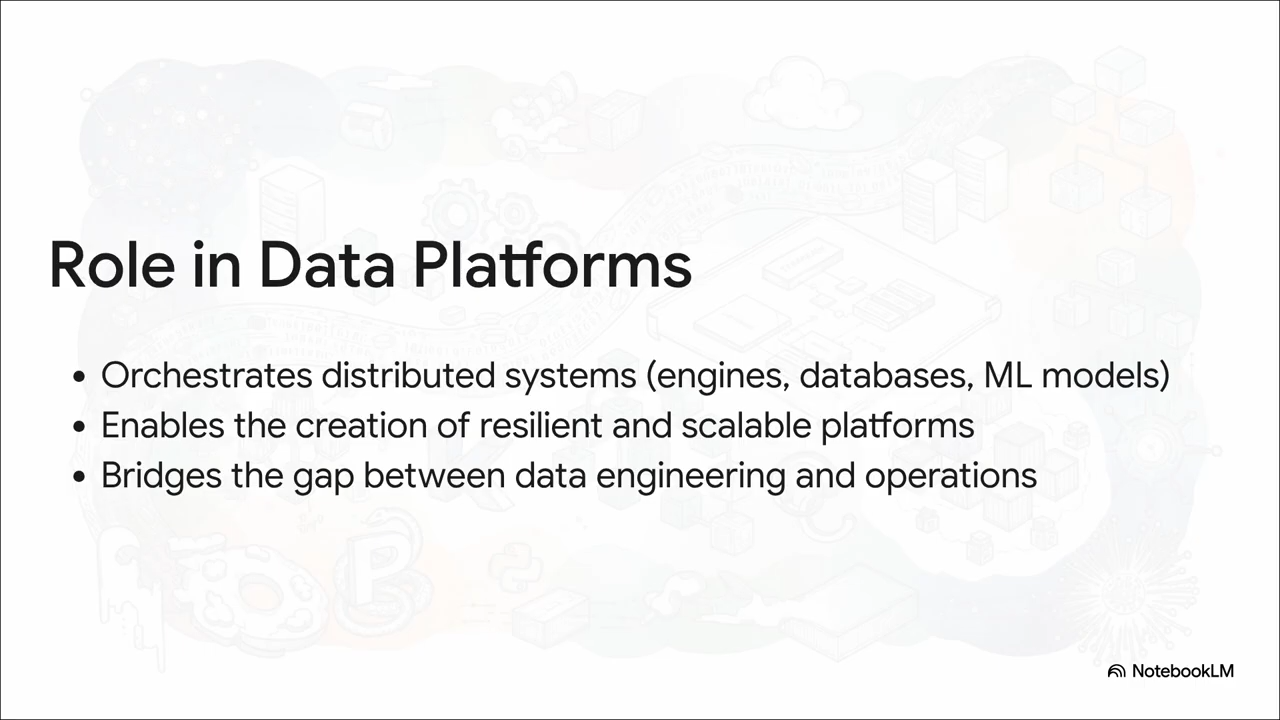 Role in Data Platforms
• Orchestrates distributed systems (engines, databases, ML models)
• Enables the creation of resilient and scalable platforms
• Bridges the gap between data engineering and operations
NotebookLM